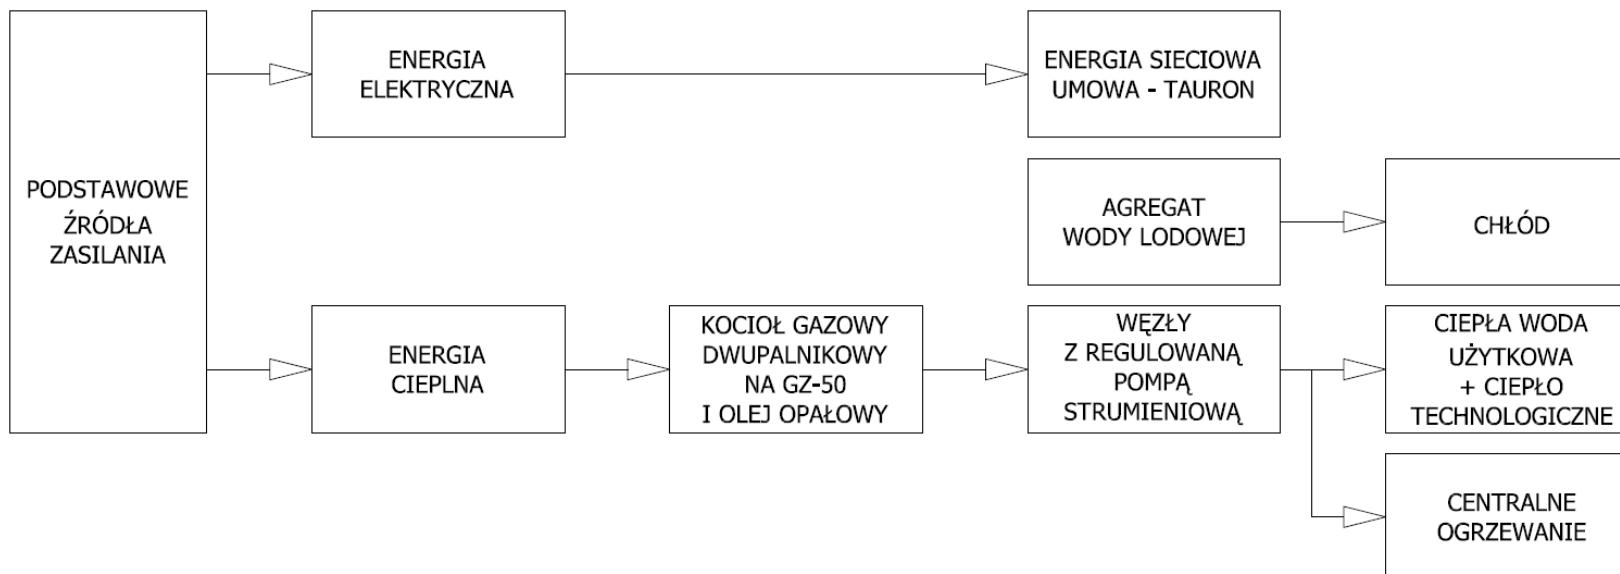 PODSTAWOWE
ŹRÓDŁA
ZASILANIA
ENERGIA
ELEKTRYCZNA
ENERGIA SIECIOWA
UMOWA - TAURON
AGREGAT
WODY LODOWEJ
CHŁÓD
ENERGIA
CIEPLNA
KOCIOŁ GAZOWY
DWUPALNIKOWY
NA GZ-50
I OLEJ OPAŁOWY
WĘZŁY
Z REGULOWANĄ
POMPĄ
STRUMIENIOWĄ
CIEPŁA WODA
UŻYTKOWA
+ CIEPŁO
TECHNOLOGICZNE
CENTRALNE
OGRZEWANIE